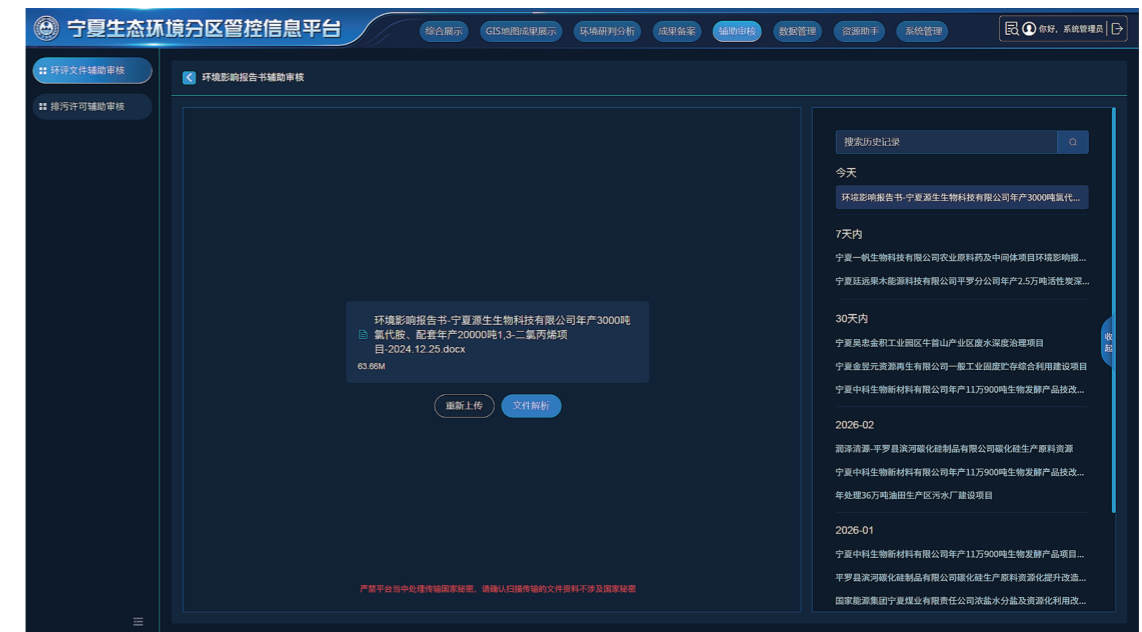 宁夏生态环境分区管控信息平台
综合展示 GIS地图成果展示 环境研判分析 成果备案 辅助审核 数据管理 资源助手 系统管理
你好，系统管理员
环评文件辅助审核
排污许可辅助审核
环境影响报告书辅助审核
环境影响报告书-宁夏源生生物科技有限公司年产3000吨
氯代胺、配套年产20000吨1,3-二氯丙烯项
目-2024.12.25.docx
63.66M
重新上传 文件解析
严禁平台当中处理传输国家秘密，请确认扫描传输的文件资料不涉及国家秘密
搜索历史记录
今天
环境影响报告书-宁夏源生生物科技有限公司年产3000吨氯代...
7天内
宁夏一帆生物科技有限公司农业原料药及中间体项目环境影响报...
宁夏廷远果木能源科技有限公司平罗分公司年产2.5万吨活性炭深...
30天内
宁夏吴忠金积工业园区牛首山产业区废水深度治理项目
宁夏金昱元资源再生有限公司一般工业固废贮存综合利用建设项目
宁夏中科生物新材料有限公司年产11万900吨生物发酵产品技改...
2026-02
润泽清源-平罗县滨河碳化硅制品有限公司碳化硅生产原料资源
宁夏中科生物新材料有限公司年产11万900吨生物发酵产品技改...
年处理36万吨油田生产区污水厂建设项目
2026-01
宁夏中科生物新材料有限公司年产11万900吨生物发酵产品项目...
平罗县滨河碳化硅制品有限公司碳化硅生产原料资源化提升改造...
国家能源集团宁夏煤业有限责任公司浓盐水分盐及资源化利用改...
收起